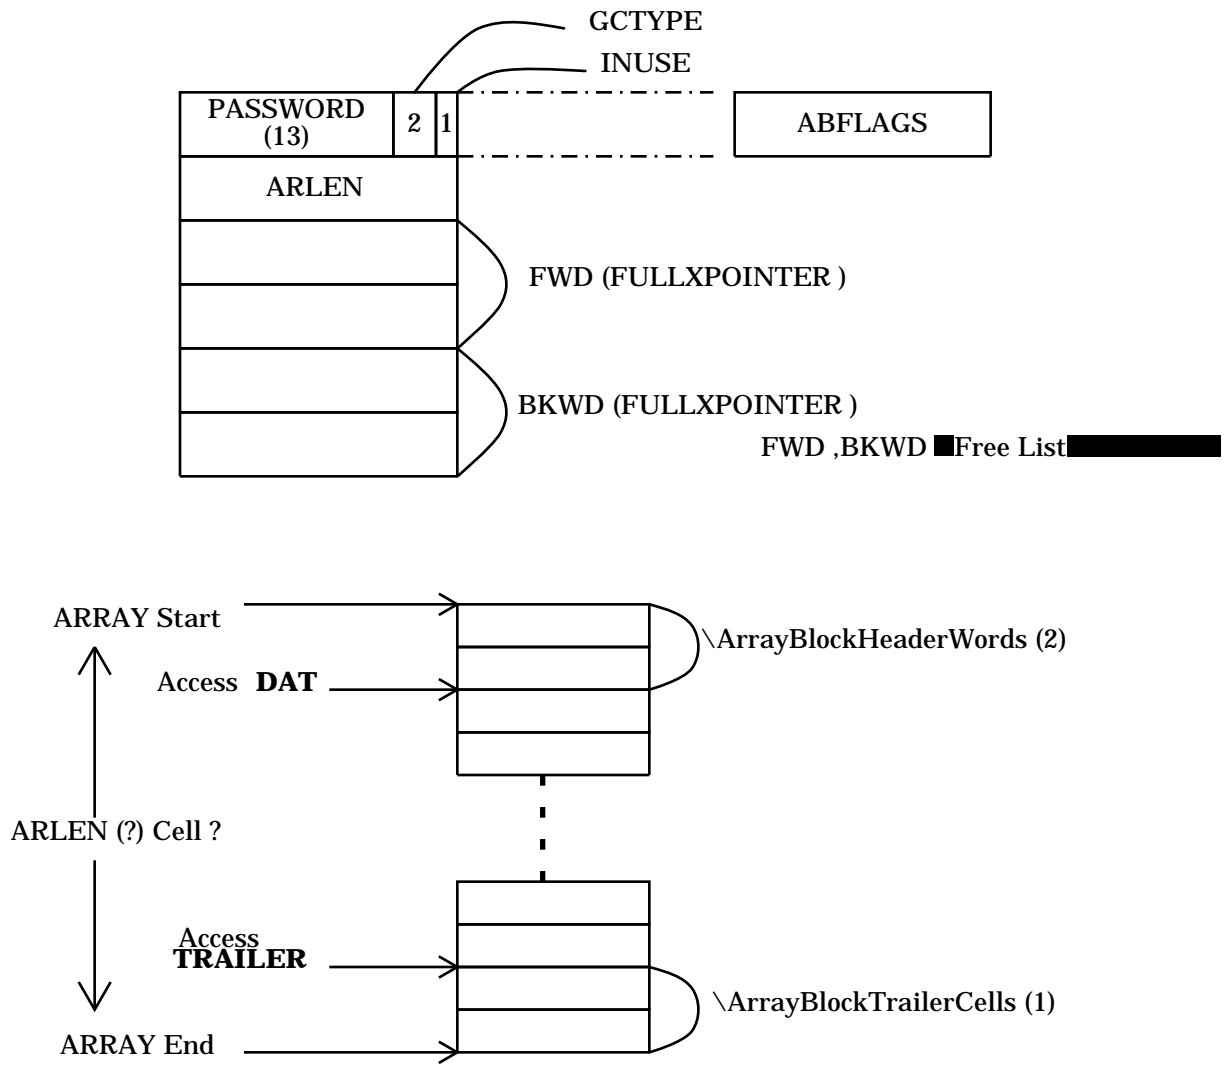 GCTYPE
INUSE
PASSWORD
(13)
2
1
ABFLAGS
ARLEN
FWD (FULLXPOINTER )
BKWD (FULLXPOINTER )
FWD ,BKWD Free List
ARRAY Start
\ArrayBlockHeaderWords (2)
Access DAT
ARLEN (?) Cell ?
Access
TRAILER
\ArrayBlockTrailerCells (1)
ARRAY End